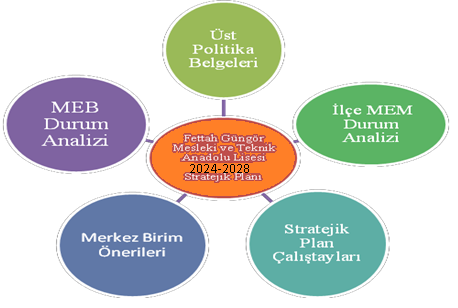 Üst
Politika
Belgeleri
MEB
Durum
Analizi
İlçe MEM
Durum
Analizi
Fettah Güngör
Mesleki ve Teknik
Anadolu Lisesi
2024-2028
Stratejik Planı
Merkez Birim
Önerileri
Stratejik
Plan
Çalıştayları